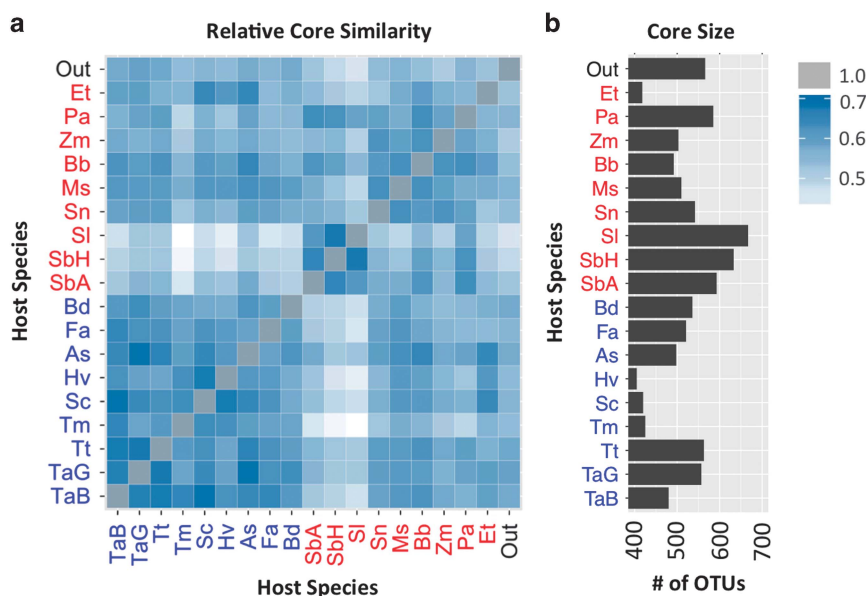 a
Relative Core Similarity
Host Species
Out
Et
Pa
Zm
Bb
Ms
Sn
Sl
SbH
SbA
Bd
Fa
As
Hv
Sc
Tm
Tt
TaG
TaB
TaB TaG Tt Tm Sc Hv As Fa Bd SbA SbH Sl Sn Ms Bb Zm Pa Et Out
Host Species
b
Core Size
Host Species
Out
Et
Pa
Zm
Bb
Ms
Sn
Sl
SbH
SbA
Bd
Fa
As
Hv
Sc
Tm
Tt
TaG
TaB
400 500 600 700
# of OTUs
1.0
0.7
0.6
0.5